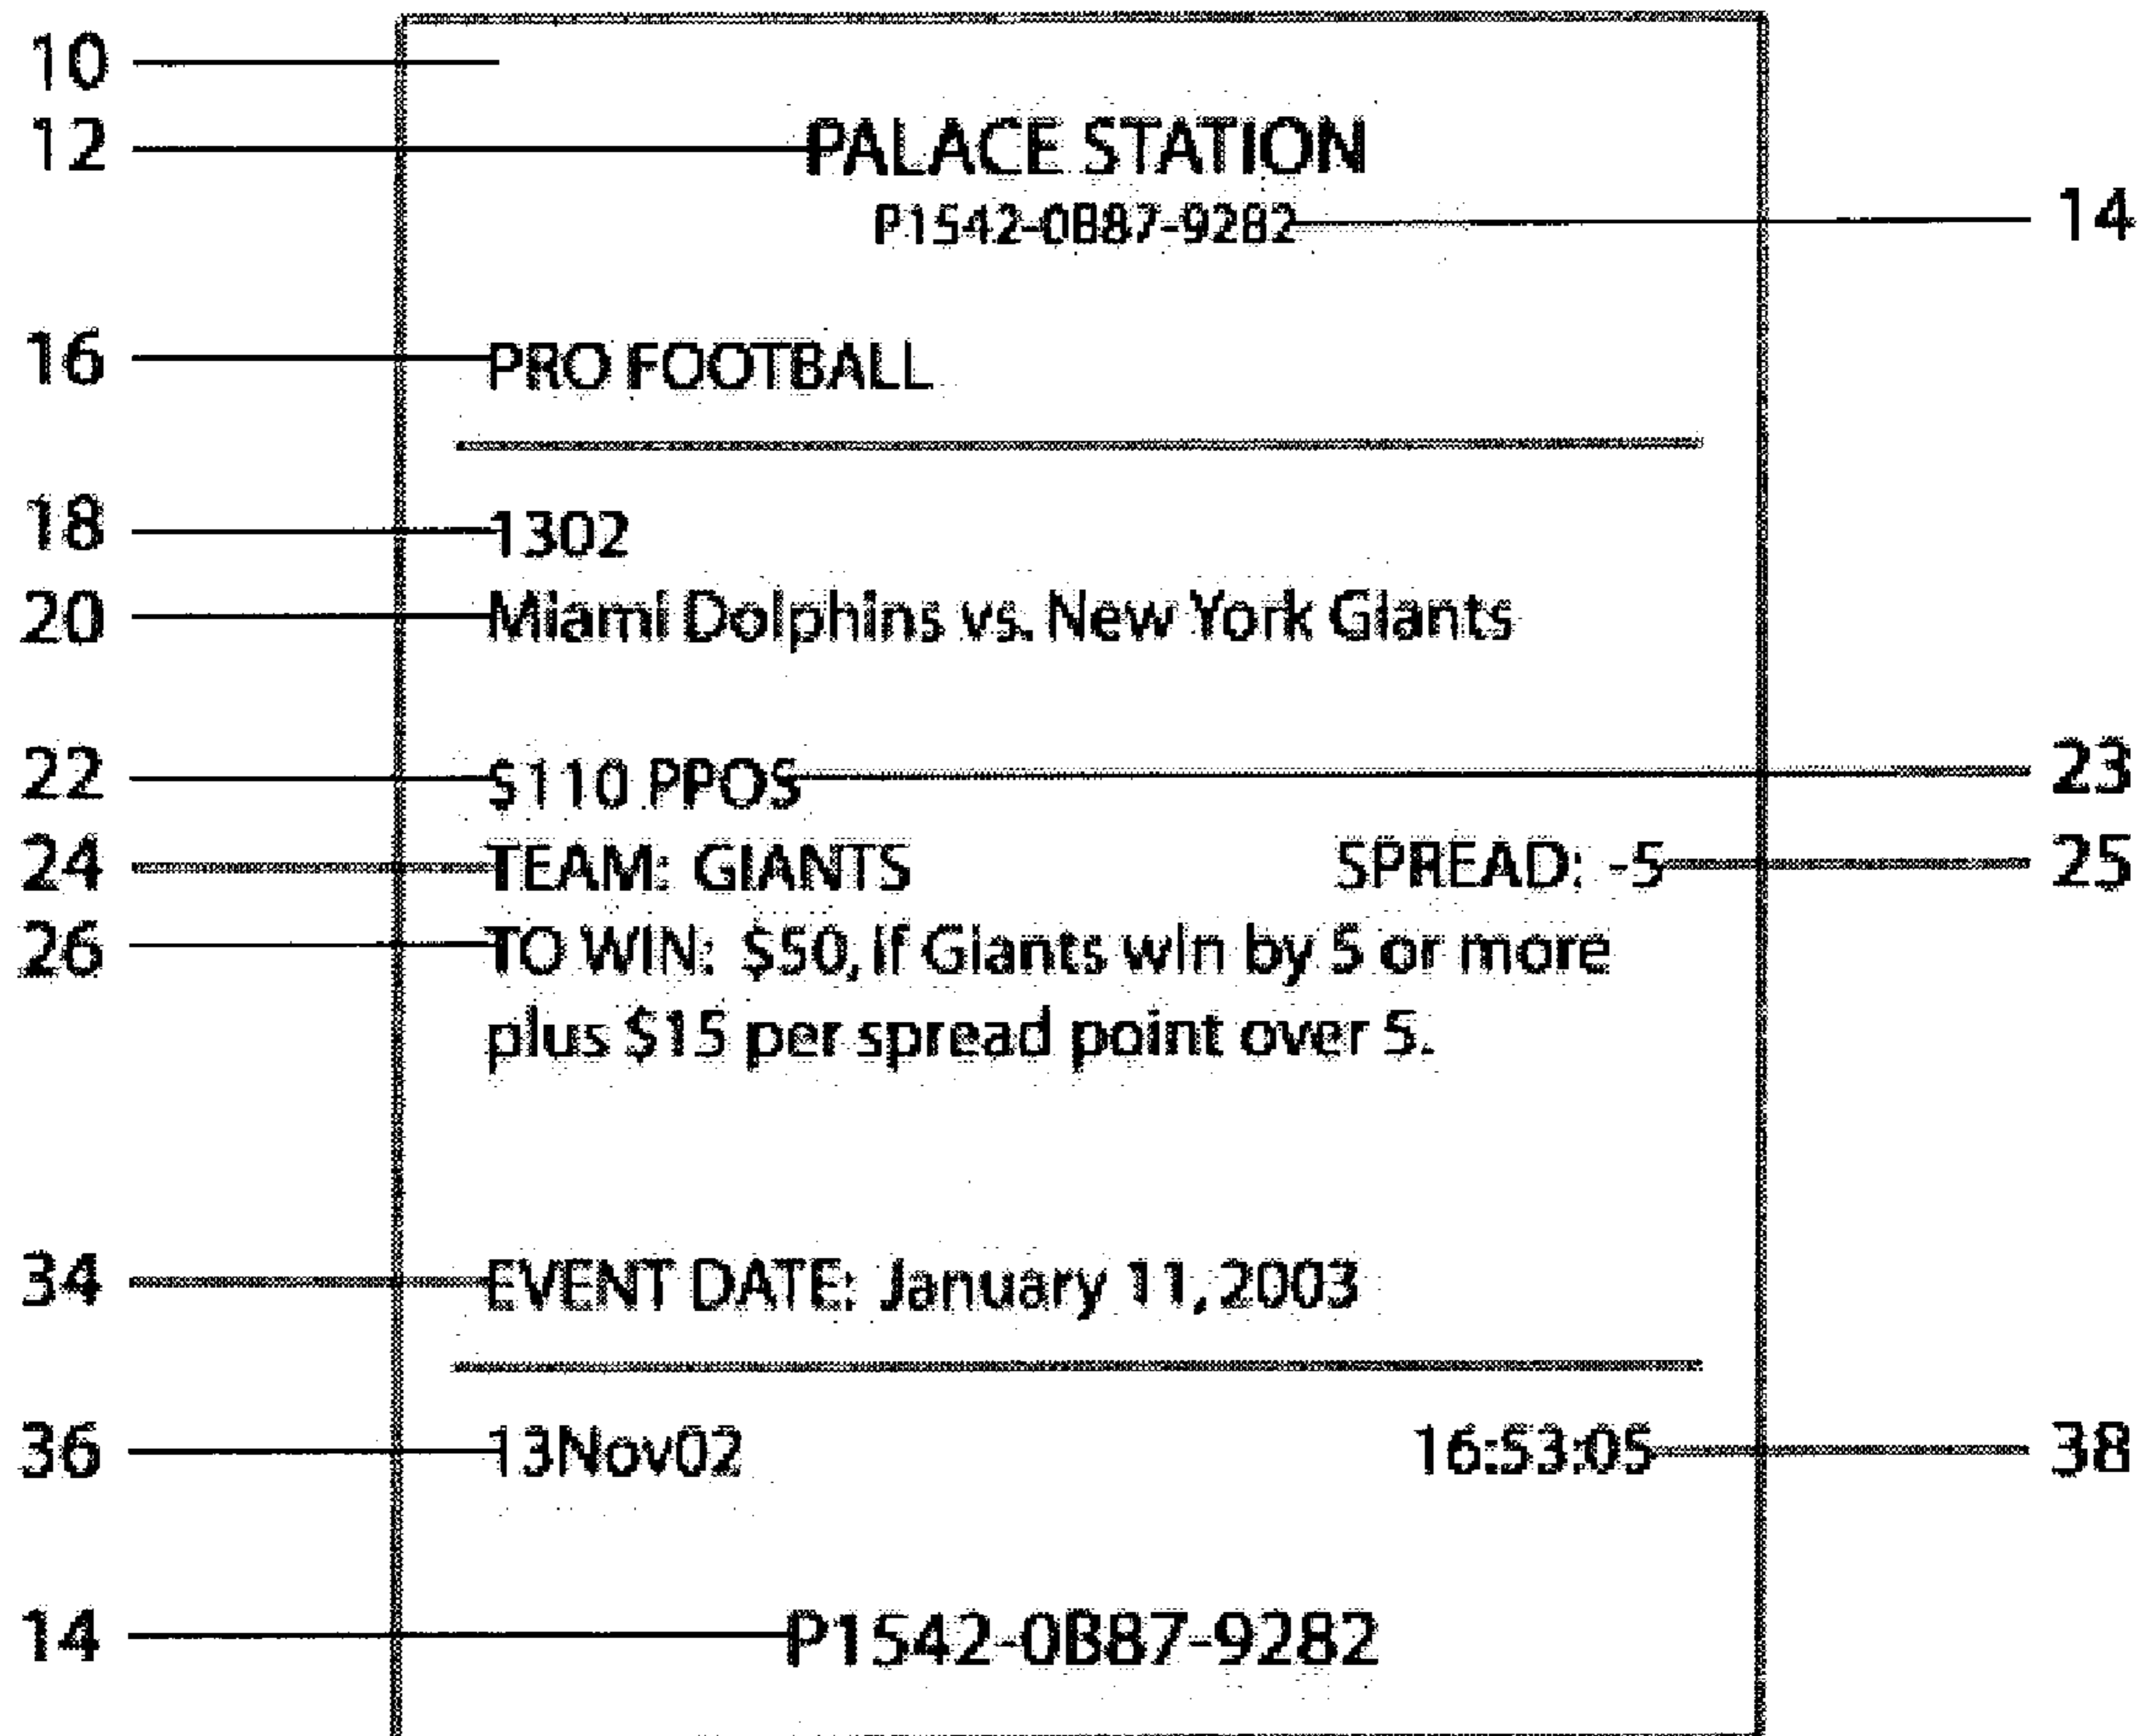 10
12 PALACE STATION
P1542-0B87-9282 14
16 PRO FOOTBALL
18 1302
20 Miami Dolphins vs. New York Giants
22 $110 PPOS 23
24 TEAM: GIANTS SPREAD: -5 25
26 TO WIN: $50, if Giants win by 5 or more
plus $15 per spread point over 5.
34 EVENT DATE: January 11, 2003
36 13Nov02 16:53:05 38
14 P1542-0B87-9282